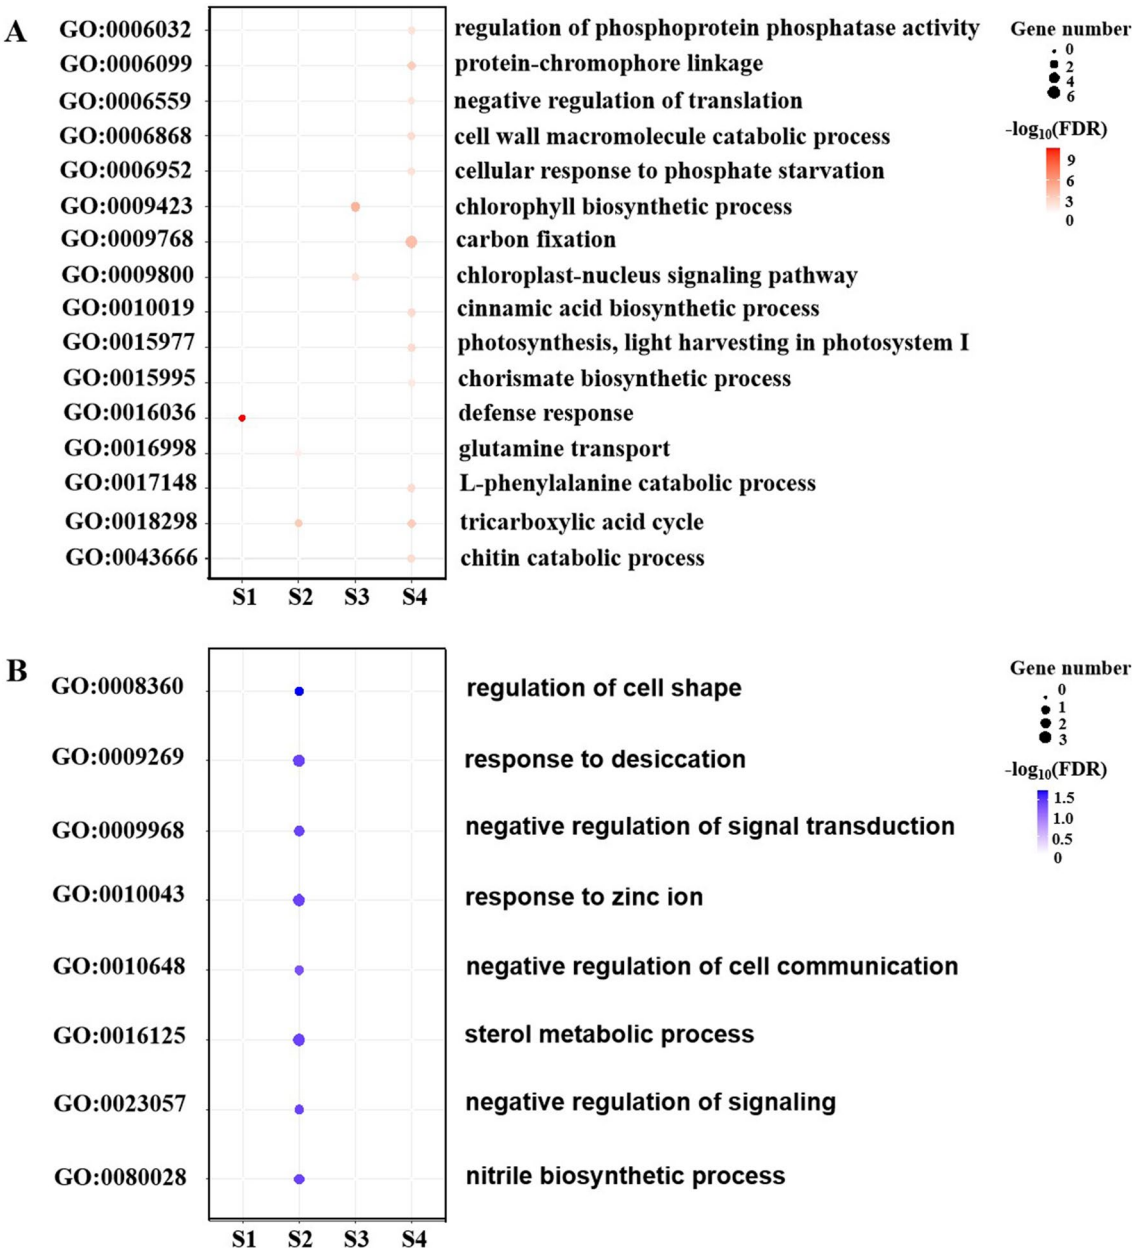 A
GO:0006032 regulation of phosphoprotein phosphatase activity
GO:0006099 protein-chromophore linkage
GO:0006559 negative regulation of translation
GO:0006868 cell wall macromolecule catabolic process
GO:0006952 cellular response to phosphate starvation
GO:0009423 chlorophyll biosynthetic process
GO:0009768 carbon fixation
GO:0009800 chloroplast-nucleus signaling pathway
GO:0010019 cinnamic acid biosynthetic process
GO:0015977 photosynthesis, light harvesting in photosystem I
GO:0015995 chorismate biosynthetic process
GO:0016036 defense response
GO:0016998 glutamine transport
GO:0017148 L-phenylalanine catabolic process
GO:0018298 tricarboxylic acid cycle
GO:0043666 chitin catabolic process
S1 S2 S3 S4
Gene number
0
2
4
6
-log10(FDR)
9
6
3
0
B
GO:0008360 regulation of cell shape
GO:0009269 response to desiccation
GO:0009968 negative regulation of signal transduction
GO:0010043 response to zinc ion
GO:0010648 negative regulation of cell communication
GO:0016125 sterol metabolic process
GO:0023057 negative regulation of signaling
GO:0080028 nitrile biosynthetic process
S1 S2 S3 S4
Gene number
0
1
2
3
-log10(FDR)
1.5
1.0
0.5
0